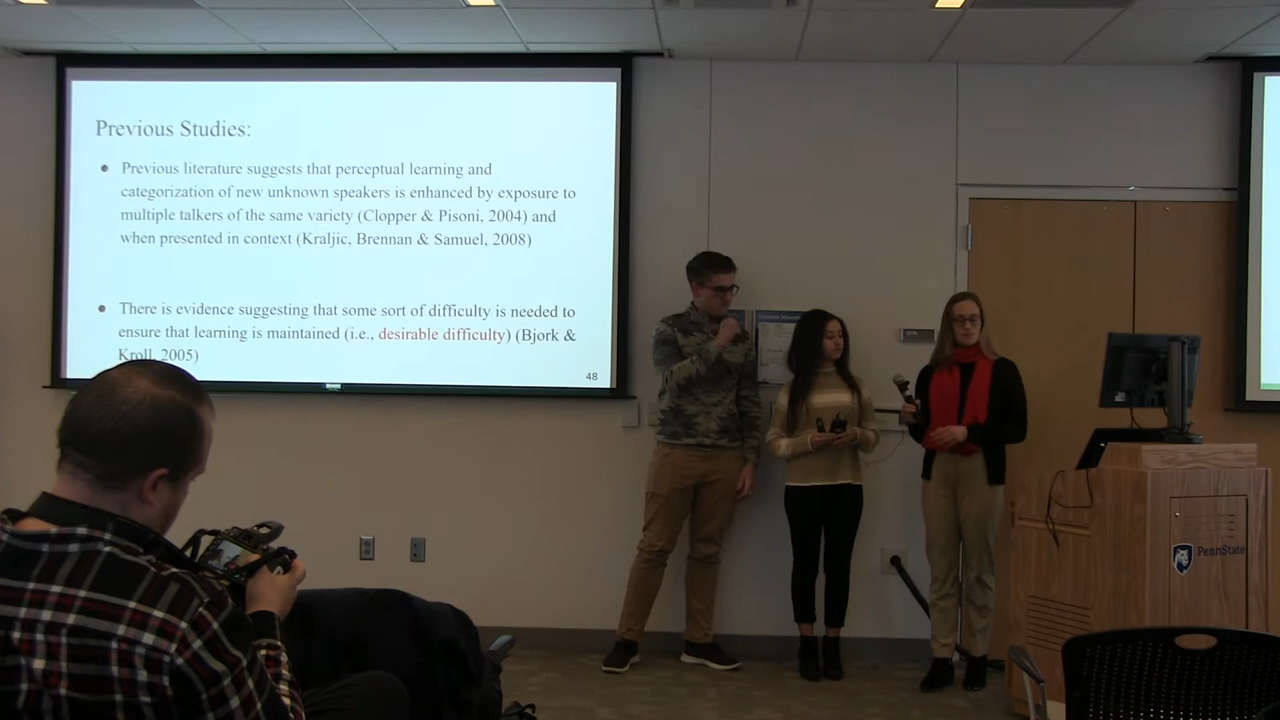 Previous Studies:
Previous literature suggests that perceptual learning and
categorization of new unknown speakers is enhanced by exposure to
multiple talkers of the same variety (Clopper & Pisoni, 2004) and
when presented in context (Kraljic, Brennan & Samuel, 2008)
There is evidence suggesting that some sort of difficulty is needed to
ensure that learning is maintained (i.e., desirable difficulty) (Bjork &
Kroll, 2005)
48
PennState